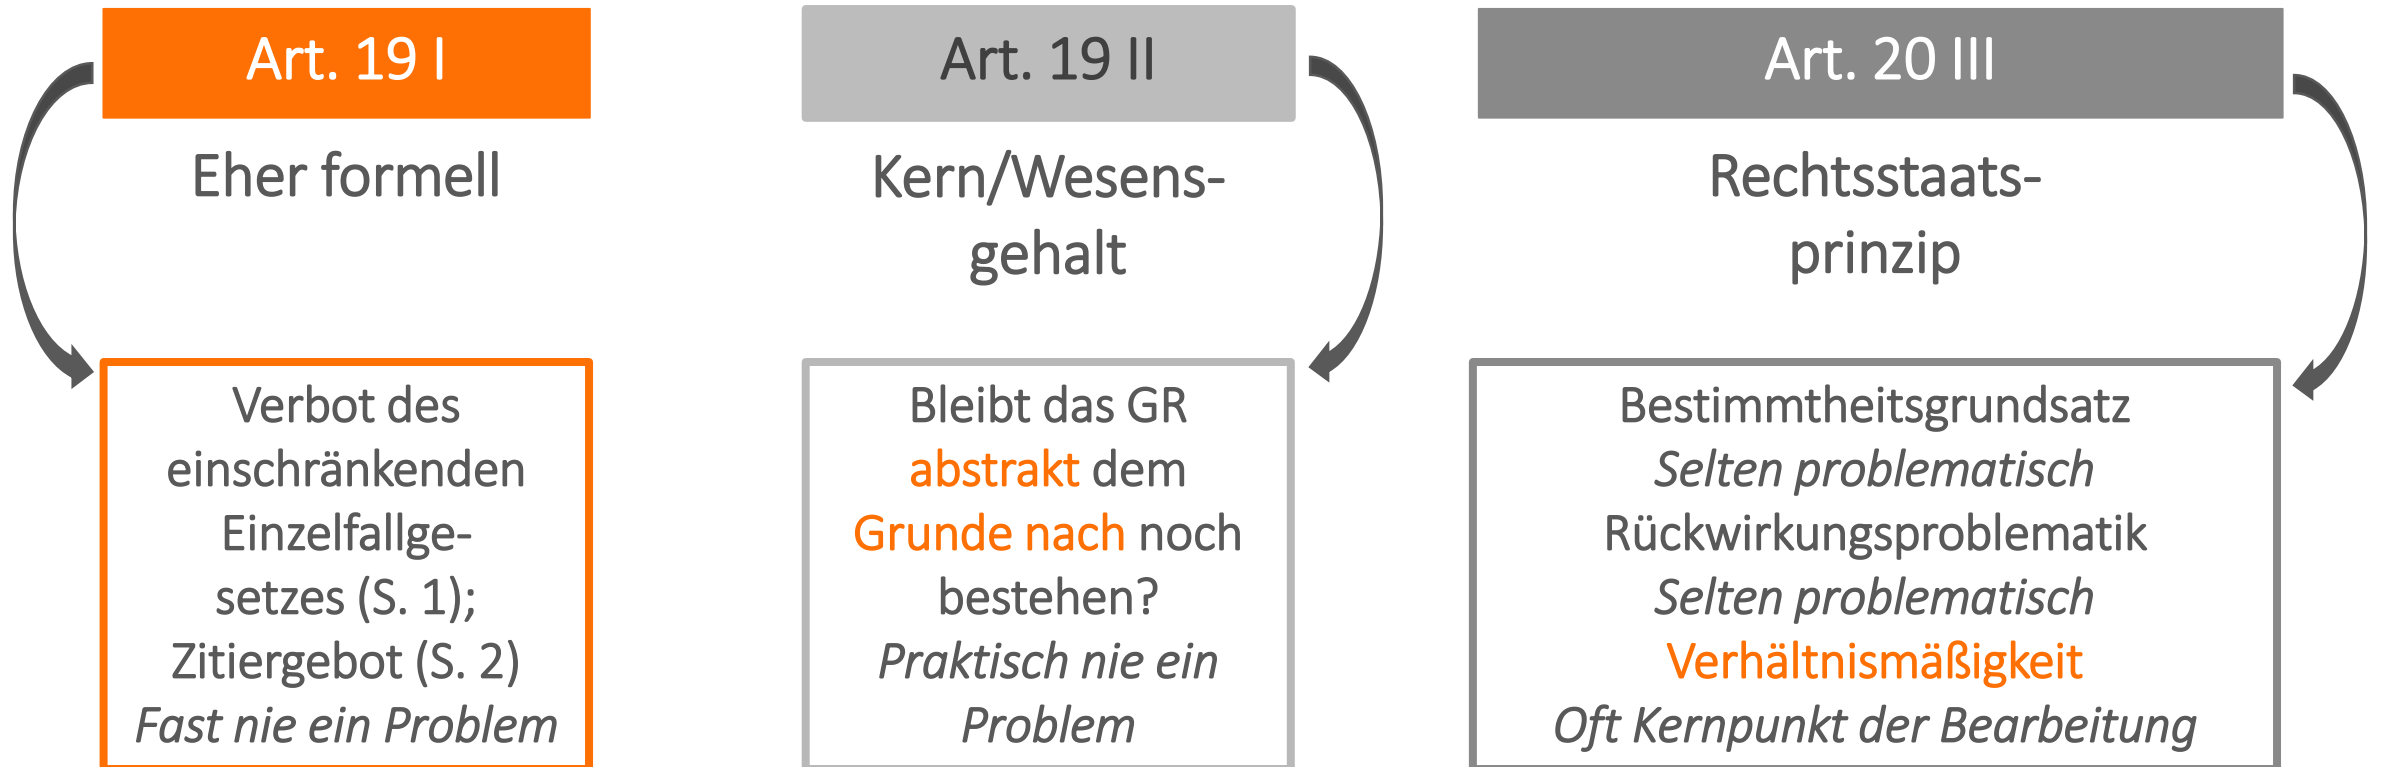 Art. 19 I
Eher formell
Verbot des
einschränkenden
Einzelfallge-
setzes (S. 1);
Zitiergebot (S. 2)
Fast nie ein Problem
Art. 19 II
Kern/Wesens-
gehalt
Bleibt das GR
abstrakt dem
Grunde nach noch
bestehen?
Praktisch nie ein
Problem
Art. 20 III
Rechtsstaats-
prinzip
Bestimmtheitsgrundsatz
Selten problematisch
Rückwirkungsproblematik
Selten problematisch
Verhältnismäßigkeit
Oft Kernpunkt der Bearbeitung